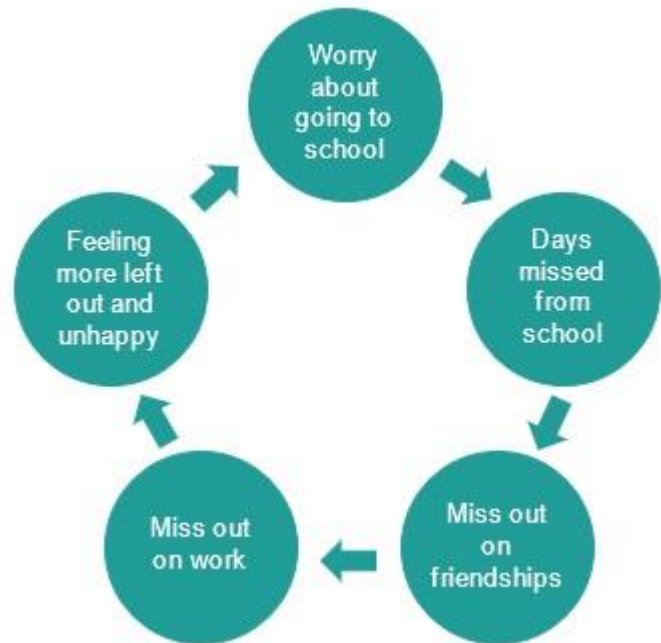 Worry
about
going to
school
Days
missed
from
school
Miss out
on
friendships
Miss out
on work
Feeling
more left
out and
unhappy